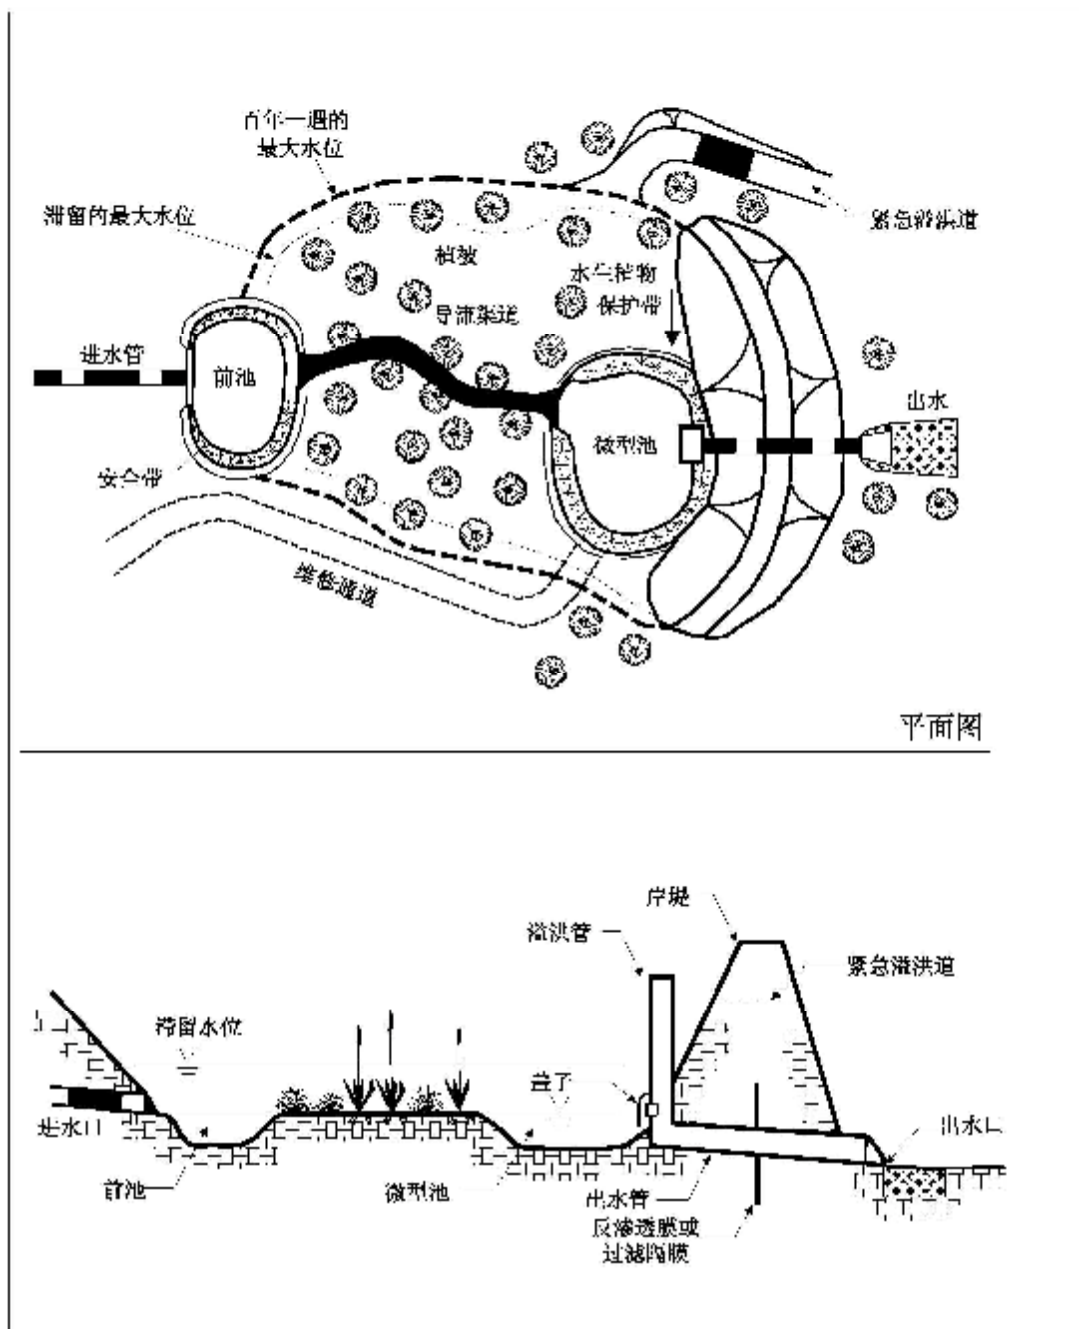 百年一遇的
最大水位
滞留的最大水位
紧急溢洪道
植被
水生植物
保护带
导流渠道
进水管
前池
出水
微型池
安全带
维修通道
平面图
岸堤
溢洪管
紧急溢洪道
滞留水位
盖子
进水口
出水口
前池
微型池
出水管
反渗透膜或
过滤隔膜